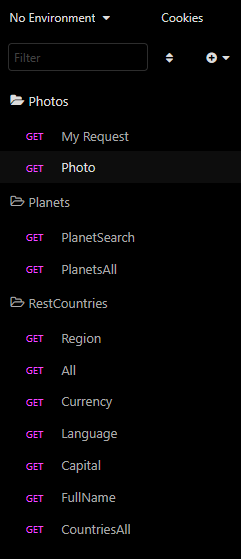 No Environment Cookies
Filter
Photos
GET My Request
GET Photo
Planets
GET PlanetSearch
GET PlanetsAll
RestCountries
GET Region
GET All
GET Currency
GET Language
GET Capital
GET FullName
GET CountriesAll